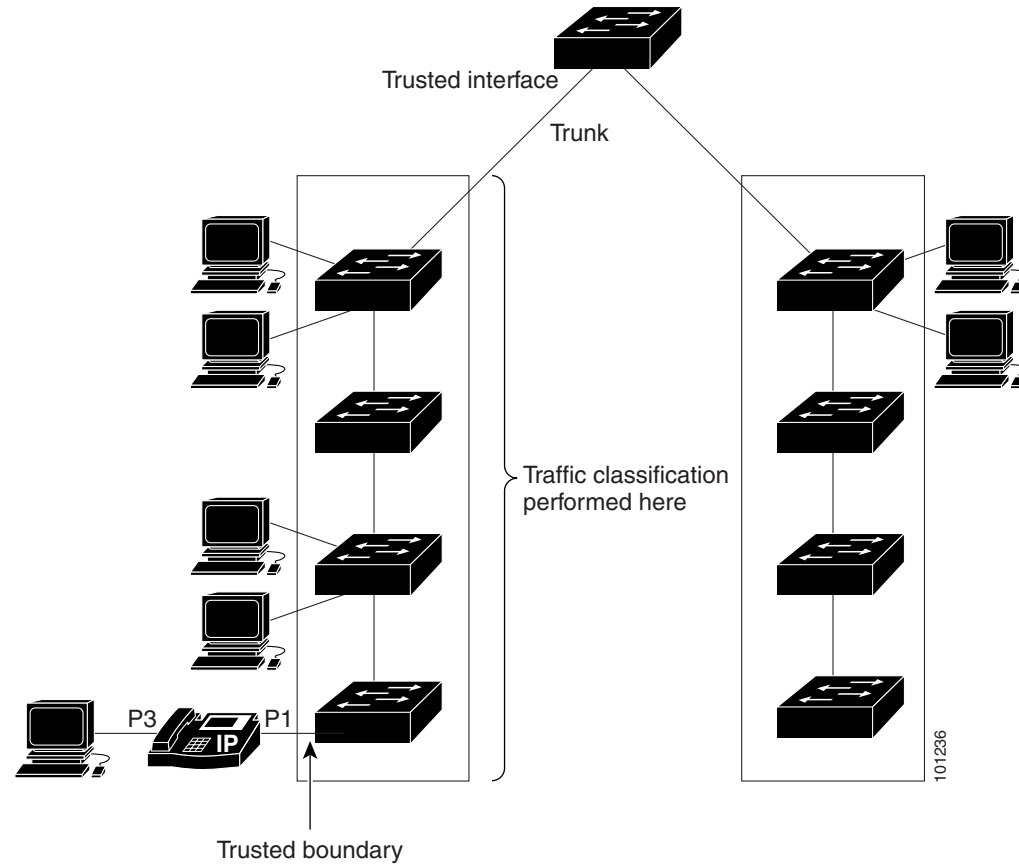 Trusted interface
Trunk
Traffic classification
performed here
P3
IP
P1
101236
Trusted boundary